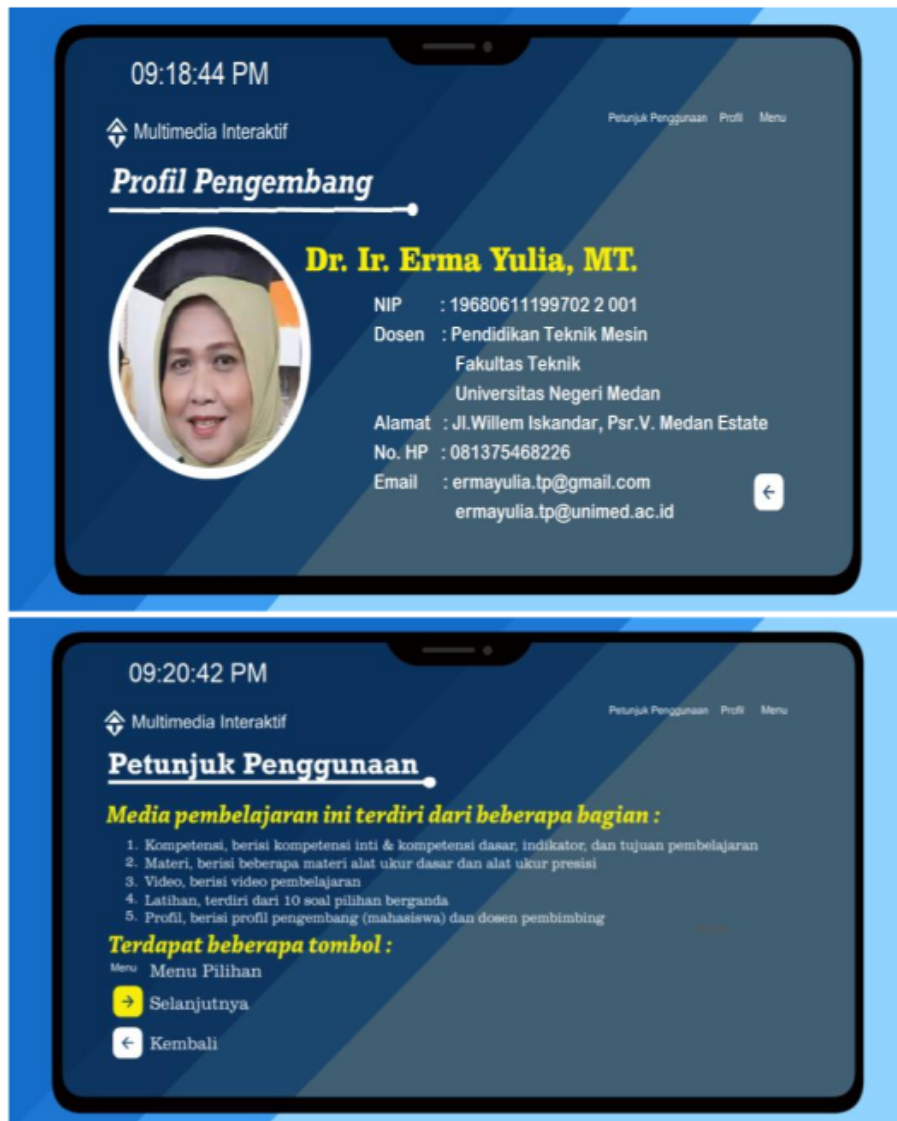 09:18:44 PM
Petunjuk Penggunaan Profil Menu
Multimedia Interaktif
Profil Pengembang
Dr. Ir. Erma Yulia, MT.
NIP : 19680611199702 2 001
Dosen : Pendidikan Teknik Mesin
Fakultas Teknik
Universitas Negeri Medan
Alamat : Jl.Willem Iskandar, Psr.V. Medan Estate
No. HP : 081375468226
Email : ermayulia.tp@gmail.com
ermayulia.tp@unimed.ac.id
09:20:42 PM
Petunjuk Penggunaan Profil Menu
Multimedia Interaktif
Petunjuk Penggunaan
Media pembelajaran ini terdiri dari beberapa bagian :
1. Kompetensi, berisi kompetensi inti & kompetensi dasar, indikator, dan tujuan pembelajaran
2. Materi, berisi beberapa materi alat ukur dasar dan alat ukur presisi
3. Video, berisi video pembelajaran
4. Latihan, terdiri dari 10 soal pilihan berganda
5. Profil, berisi profil pengembang (mahasiswa) dan dosen pembimbing
Terdapat beberapa tombol :
Menu Menu Pilihan
Selanjutnya
Kembali